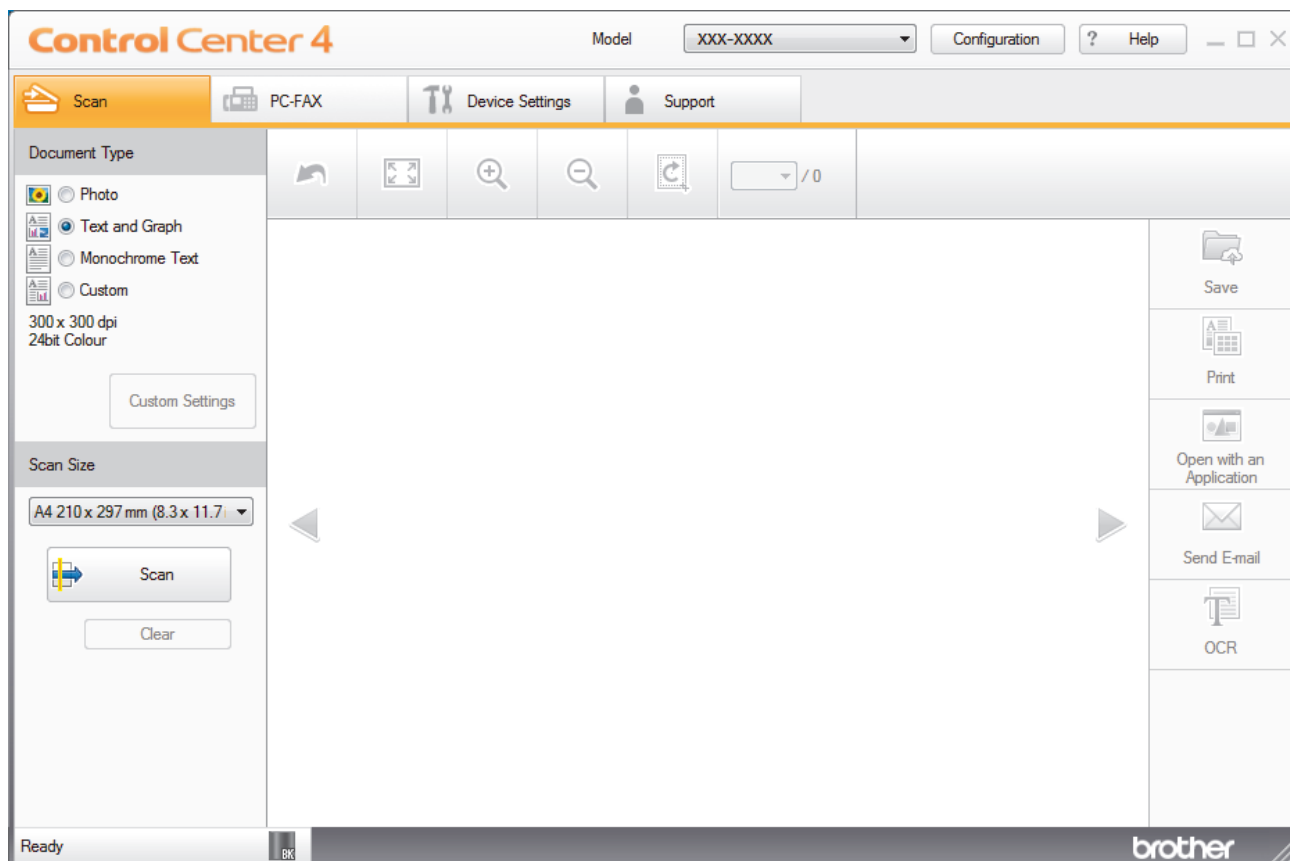 Control Center 4
Model
XXX-XXXX
Configuration
? Help
Scan
PC-FAX
Device Settings
Support
Document Type
Photo
Text and Graph
Monochrome Text
Custom
300 x 300 dpi
24bit Colour
Custom Settings
Scan Size
A4 210 x 297 mm (8.3 x 11.7
Scan
Clear
/ 0
Save
Print
Open with an
Application
Send E-mail
OCR
Ready
BK
brother